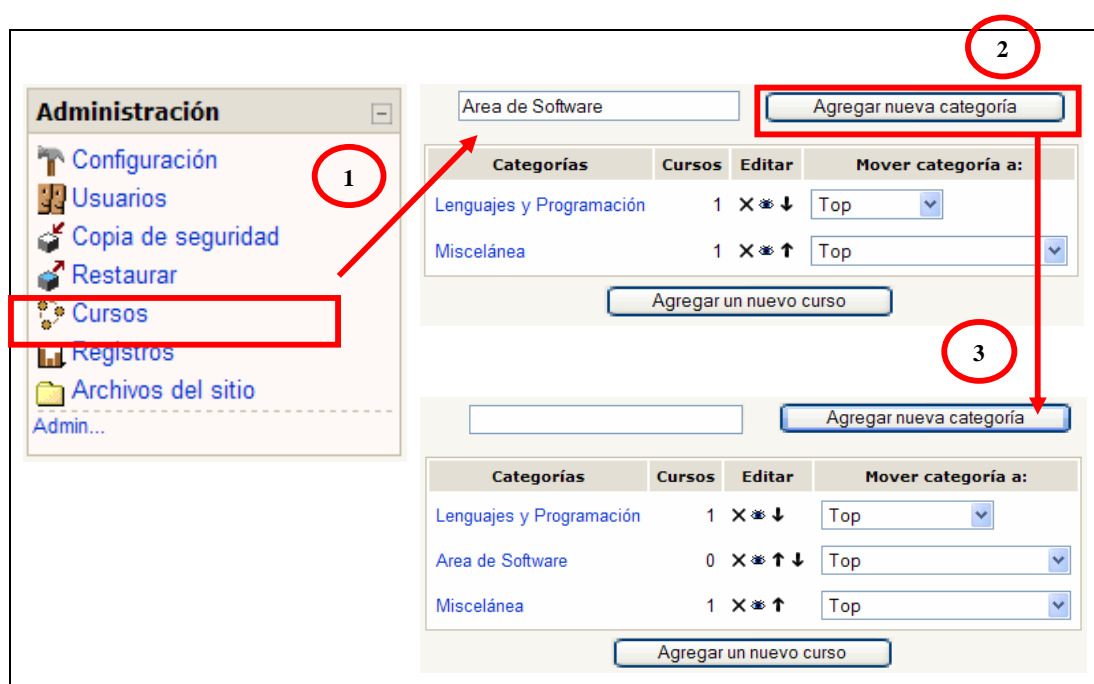 2
Administración
Configuración
Usuarios
Copia de seguridad
Restaurar
Cursos
Registros
Archivos del sitio
Admin...
1
Area de Software Agregar nueva categoría
Categorías Cursos Editar Mover categoría a:
Lenguajes y Programación 1 Top
Miscelánea 1 Top
Agregar un nuevo curso
3
Agregar nueva categoría
Categorías Cursos Editar Mover categoría a:
Lenguajes y Programación 1 Top
Area de Software 0 Top
Miscelánea 1 Top
Agregar un nuevo curso